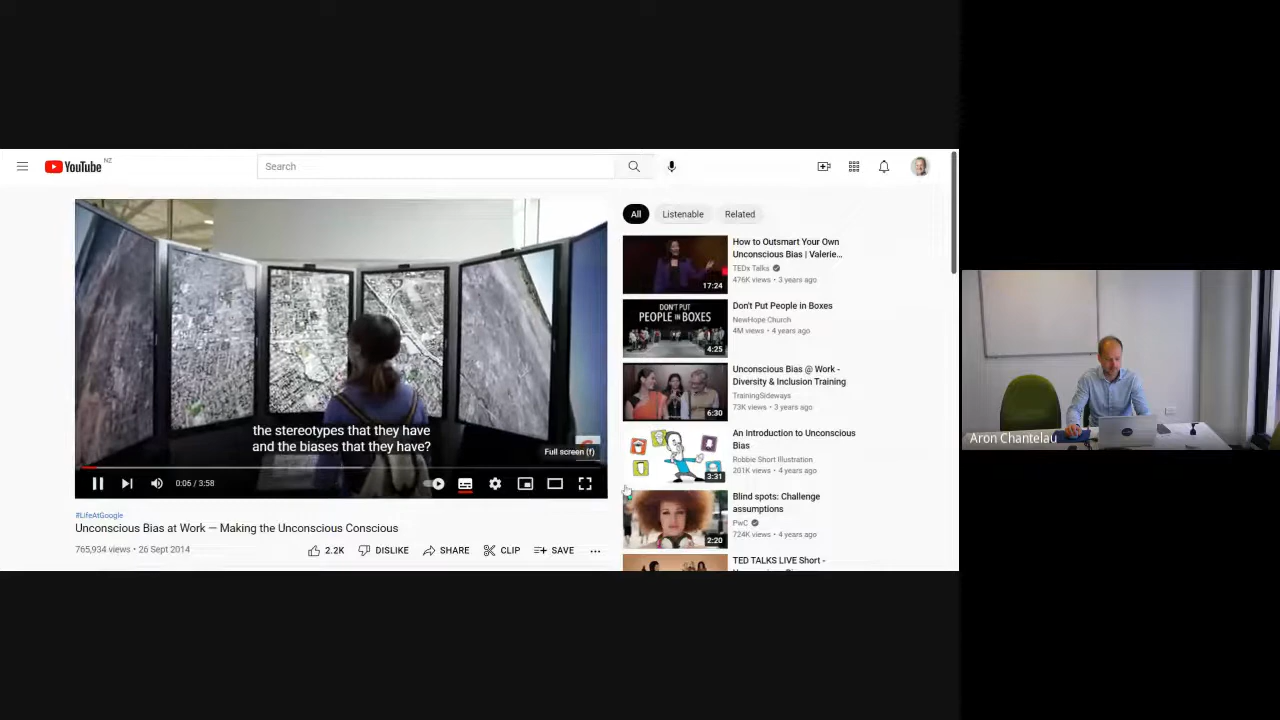 YouTube NZ
Search
the stereotypes that they have
and the biases that they have?
Full screen (f)
0:06 / 3:58
#LifeAtGoogle
Unconscious Bias at Work — Making the Unconscious Conscious
765,934 views • 26 Sept 2014
2.2K
DISLIKE
SHARE
CLIP
SAVE
All
Listenable
Related
17:24
How to Outsmart Your Own
Unconscious Bias | Valerie…
TEDx Talks
476K views • 3 years ago
DON'T PUT
PEOPLE IN BOXES
4:25
Don't Put People in Boxes
NewHope Church
4M views • 4 years ago
6:30
Unconscious Bias @ Work -
Diversity & Inclusion Training
TrainingSideways
73K views • 3 years ago
3:31
An Introduction to Unconscious
Bias
Robbie Short Illustration
201K views • 4 years ago
2:20
Blind spots: Challenge
assumptions
PwC
724K views • 4 years ago
TED TALKS LIVE Short -
Aron Chantelau